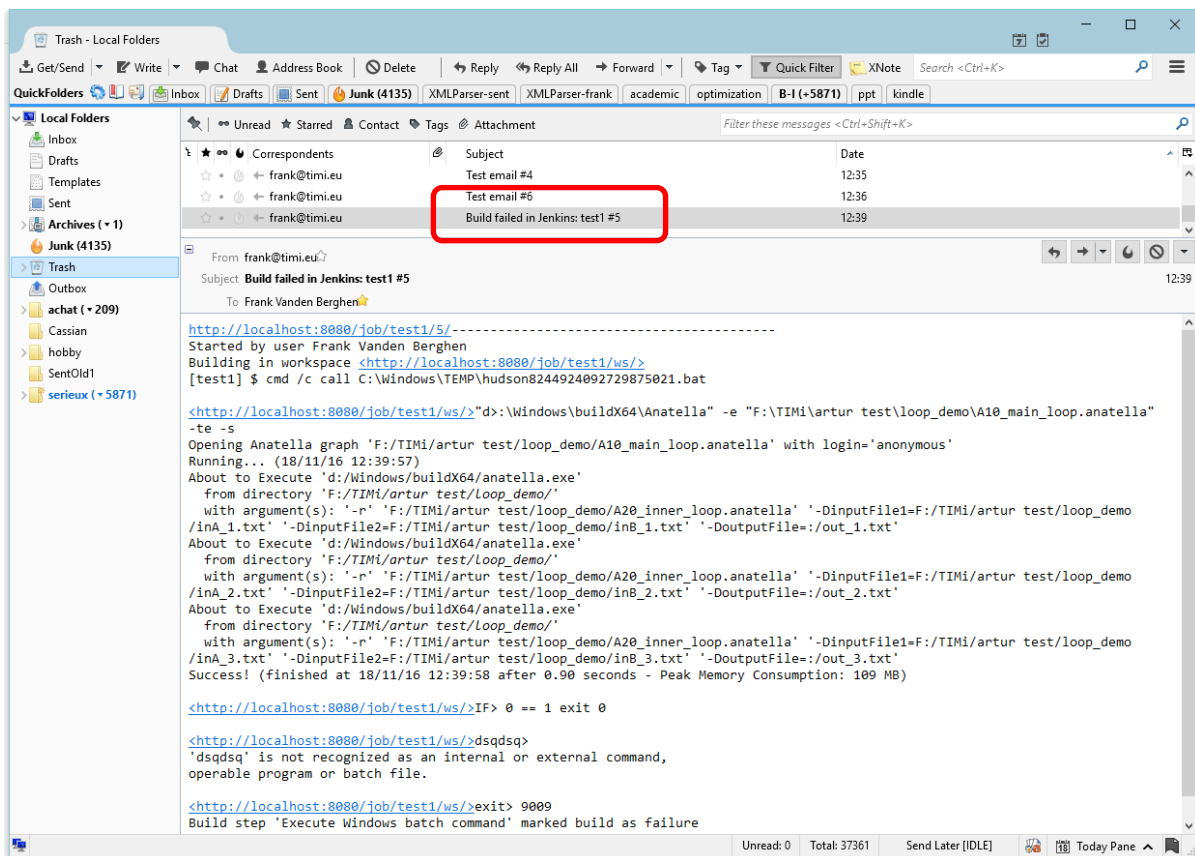 Trash - Local Folders
Get/Send Write Chat Address Book Delete Reply Reply All Forward Tag Quick Filter XNote Search <Ctrl+K>
QuickFolders Inbox Drafts Sent Junk (4135) XMLParser-sent XMLParser-frank academic optimization B-I (+5871) ppt kindle
Local Folders
Inbox
Drafts
Templates
Sent
Archives (▾ 1)
Junk (4135)
Trash
Outbox
achat (▾ 209)
Cassian
hobby
SentOld1
serieux (▾ 5871)
Unread Starred Contact Tags Attachment Filter these messages <Ctrl+Shift+K>
Correspondents Subject Date
frank@timi.eu Test email #4 12:35
frank@timi.eu Test email #6 12:36
frank@timi.eu Build failed in Jenkins: test1 #5 12:39
From frank@timi.eu
Subject Build failed in Jenkins: test1 #5 12:39
To Frank Vanden Berghen
http://localhost:8080/job/test1/5/-----------------------------------------
Started by user Frank Vanden Berghen
Building in workspace <http://localhost:8080/job/test1/ws/>
[test1] $ cmd /c call C:\Windows\TEMP\hudson8244924092729875021.bat
<http://localhost:8080/job/test1/ws/>"d>:\Windows\buildX64\Anatella" -e "F:\TIMi\artur test\loop_demo\A10_main_loop.anatella"
-te -s
Opening Anatella graph 'F:/TIMi/artur test/loop_demo/A10_main_loop.anatella' with login='anonymous'
Running... (18/11/16 12:39:57)
About to Execute 'd:/Windows/buildX64/anatella.exe'
from directory 'F:/TIMi/artur test/loop_demo/'
with argument(s): '-r' 'F:/TIMi/artur test/loop_demo/A20_inner_loop.anatella' '-DinputFile1=F:/TIMi/artur test/loop_demo
/inA_1.txt' '-DinputFile2=F:/TIMi/artur test/loop_demo/inB_1.txt' '-DoutputFile=:/out_1.txt'
About to Execute 'd:/Windows/buildX64/anatella.exe'
from directory 'F:/TIMi/artur test/loop_demo/'
with argument(s): '-r' 'F:/TIMi/artur test/loop_demo/A20_inner_loop.anatella' '-DinputFile1=F:/TIMi/artur test/loop_demo
/inA_2.txt' '-DinputFile2=F:/TIMi/artur test/loop_demo/inB_2.txt' '-DoutputFile=:/out_2.txt'
About to Execute 'd:/Windows/buildX64/anatella.exe'
from directory 'F:/TIMi/artur test/loop_demo/'
with argument(s): '-r' 'F:/TIMi/artur test/loop_demo/A20_inner_loop.anatella' '-DinputFile1=F:/TIMi/artur test/loop_demo
/inA_3.txt' '-DinputFile2=F:/TIMi/artur test/loop_demo/inB_3.txt' '-DoutputFile=:/out_3.txt'
Success! (finished at 18/11/16 12:39:58 after 0.90 seconds - Peak Memory Consumption: 109 MB)
<http://localhost:8080/job/test1/ws/>IF> 0 == 1 exit 0
<http://localhost:8080/job/test1/ws/>dsqdsq>
'dsqdsq' is not recognized as an internal or external command,
operable program or batch file.
<http://localhost:8080/job/test1/ws/>exit> 9009
Build step 'Execute Windows batch command' marked build as failure
Unread: 0 Total: 37361 Send Later [IDLE] 18 Today Pane